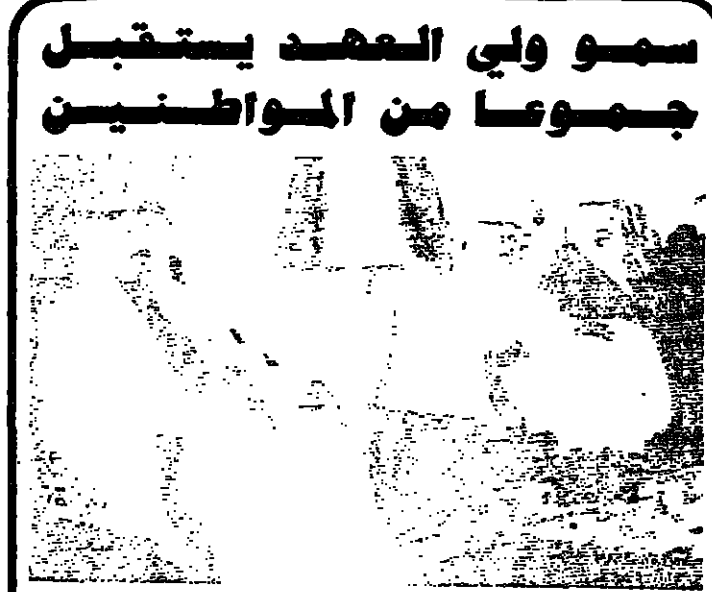 سمو ولي العهد يستقبل
جموعا من المواطنين